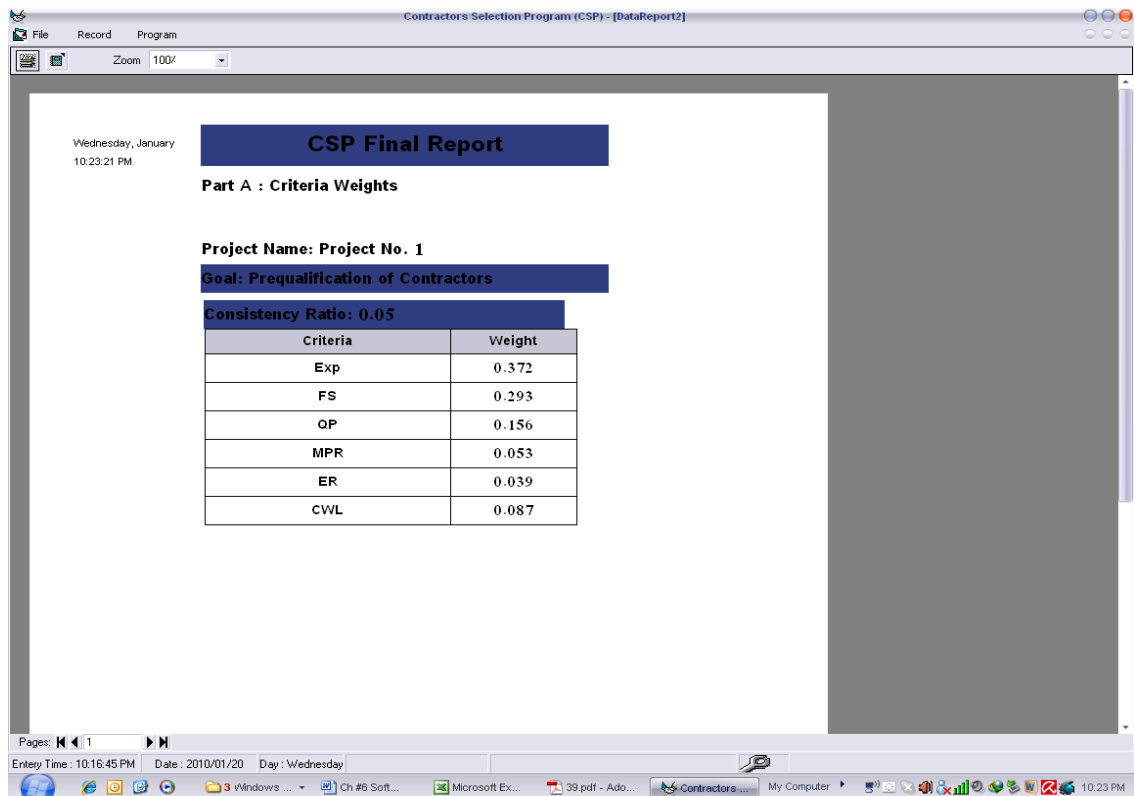 Contractors Selection Program (CSP) - [DataReport2]
File Record Program
Zoom 100%
Wednesday, January
10:23:21 PM
CSP Final Report
Part A : Criteria Weights
Project Name: Project No. 1
Goal: Prequalification of Contractors
Consistency Ratio: 0.05
Criteria Weight
Exp 0.372
FS 0.293
QP 0.156
MPR 0.053
ER 0.039
CWL 0.087
Pages: 1
Entery Time : 10:16:45 PM Date : 2010/01/20 Day : Wednesday
3 Windows ... Ch #6 Soft... Microsoft Ex... 39.pdf - Ado... Contractors ... My Computer 10:23 PM